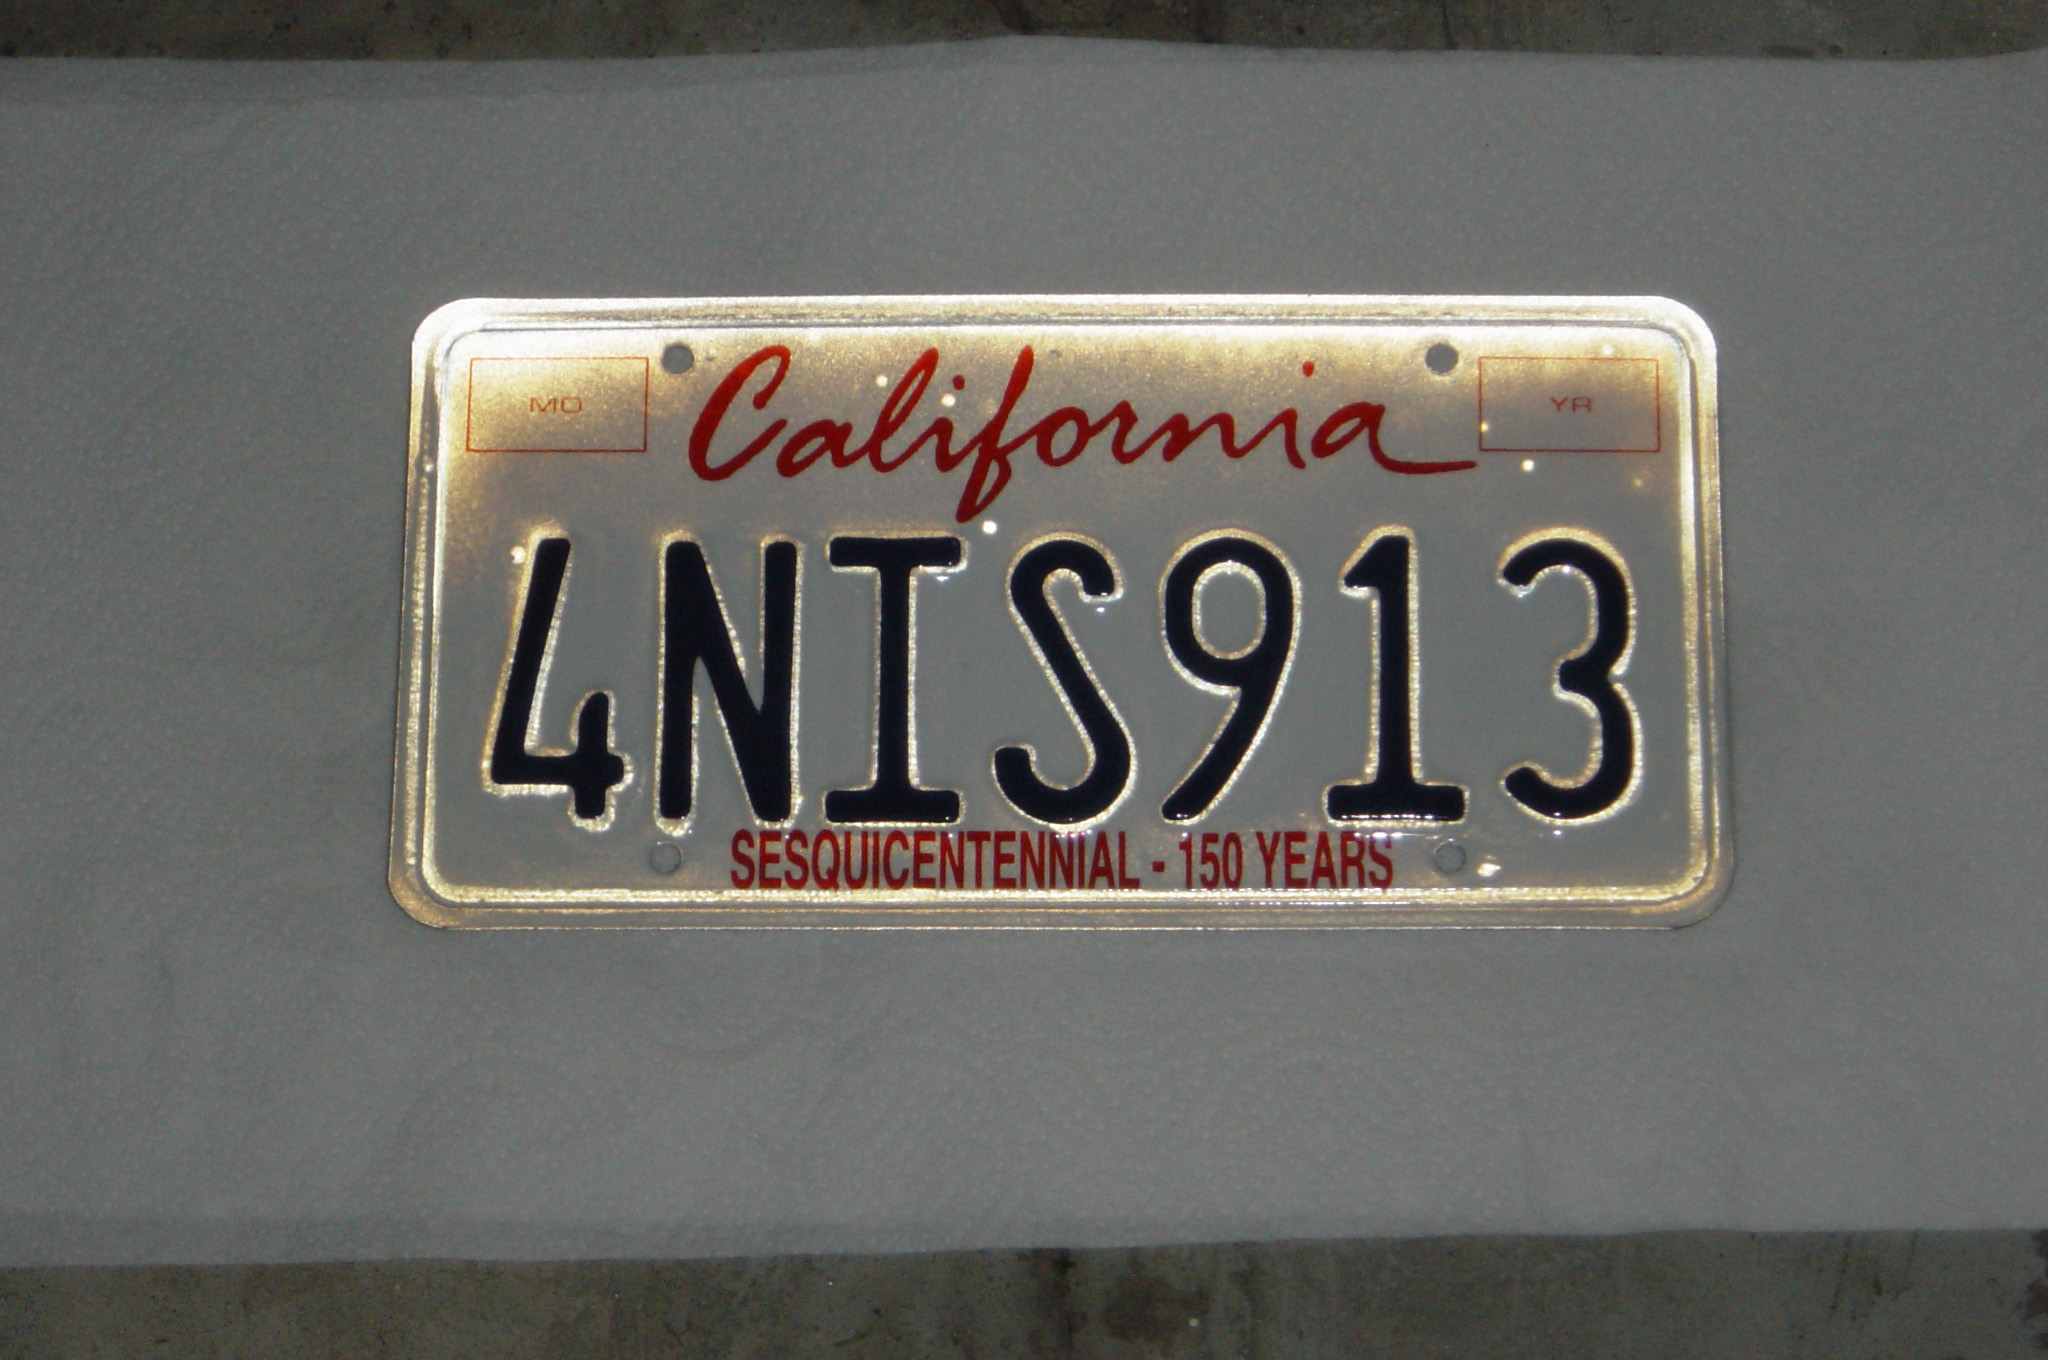 MO California YR
4NIS913
SESQUICENTENNIAL - 150 YEARS